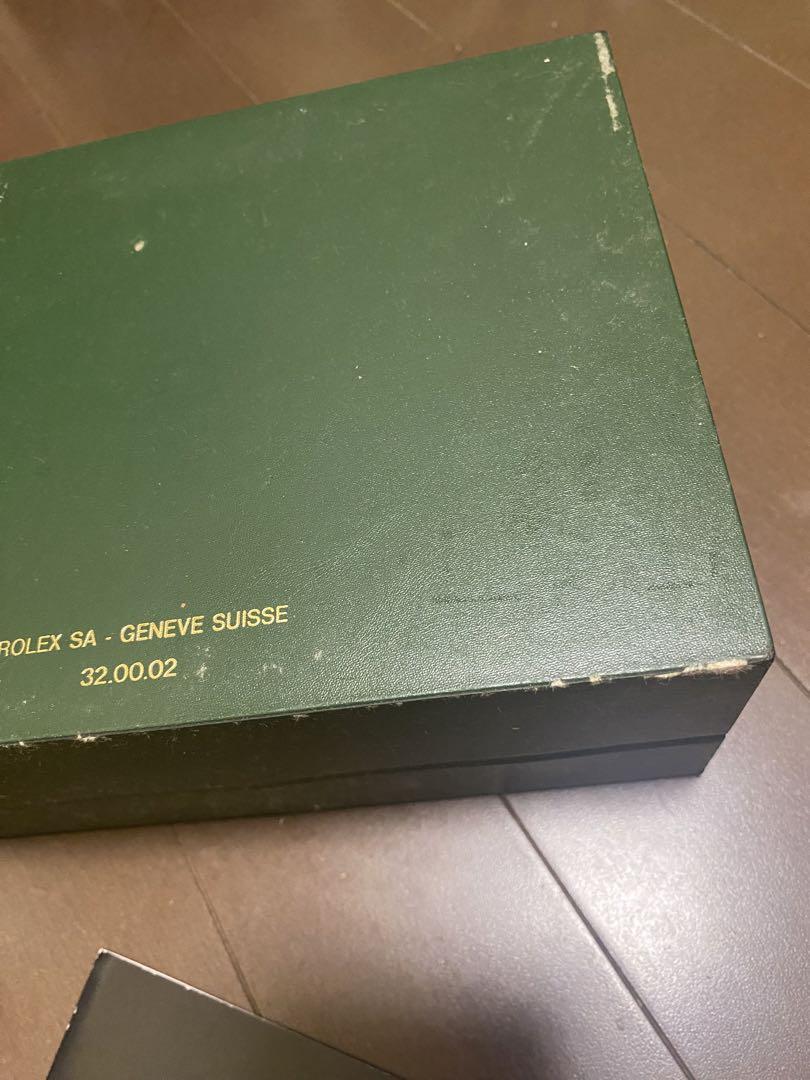 ROLEX SA - GENEVE SUISSE
32.00.02